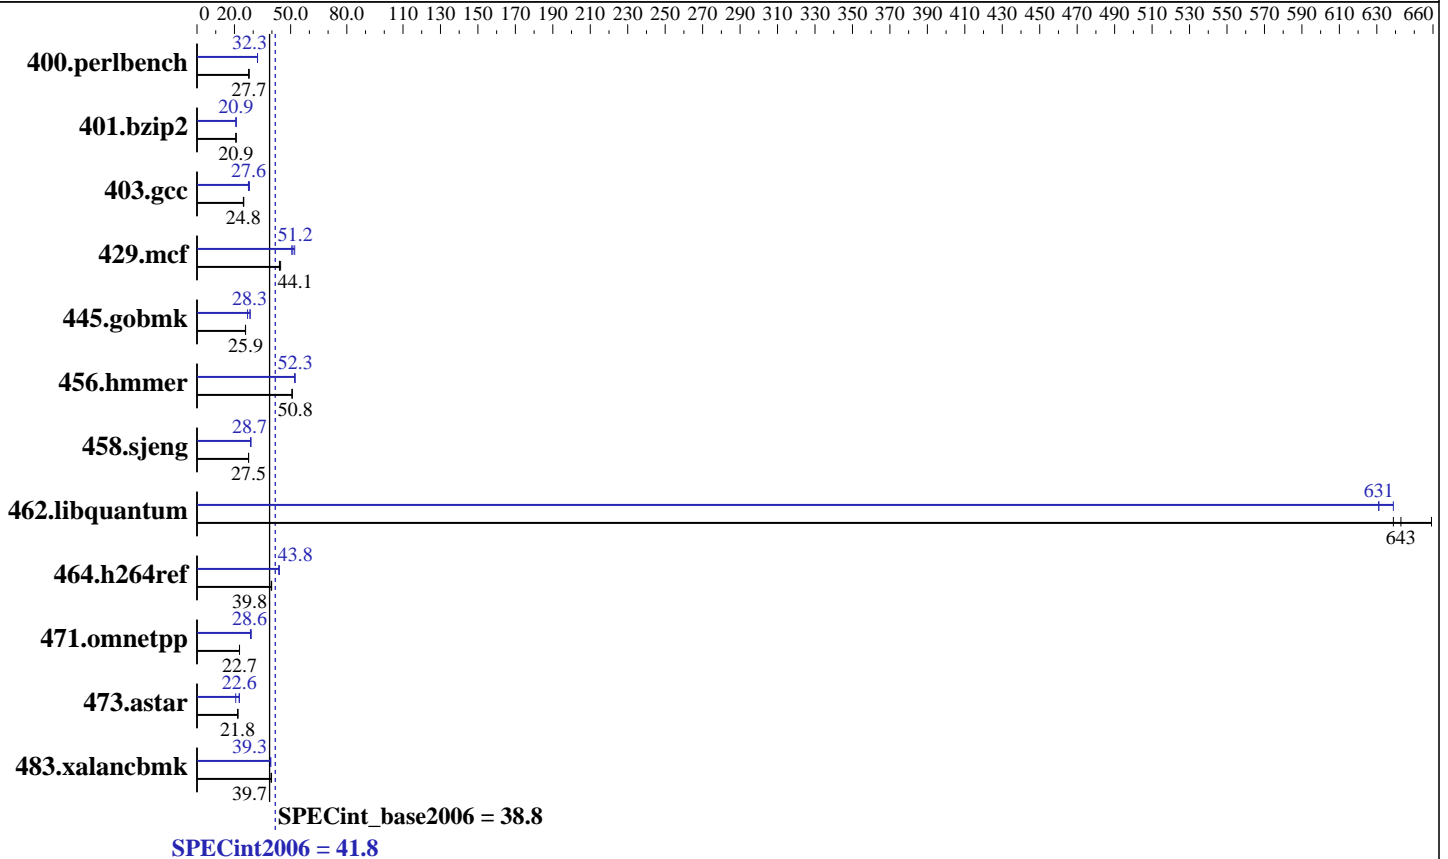 0 20.0 50.0 80.0 110 130 150 170 190 210 230 250 270 290 310 330 350 370 390 410 430 450 470 490 510 530 550 570 590 610 630 660
32.3
400.perlbench
27.7
20.9
401.bzip2
20.9
27.6
403.gcc
24.8
51.2
429.mcf
44.1
28.3
445.gobmk
25.9
52.3
456.hmmer
50.8
28.7
458.sjeng
27.5
631
462.libquantum
643
43.8
464.h264ref
39.8
28.6
471.omnetpp
22.7
22.6
473.astar
21.8
39.3
483.xalancbmk
39.7
SPECint_base2006 = 38.8
SPECint2006 = 41.8